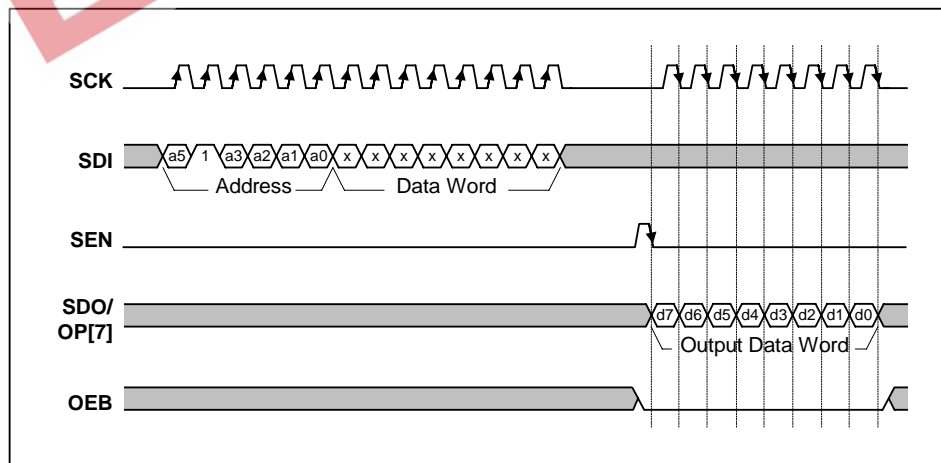 SCK
SDI
a5 1 a3 a2 a1 a0 x x x x x x x x
Address Data Word
SEN
SDO/
OP[7]
d7 d6 d5 d4 d3 d2 d1 d0
Output Data Word
OEB